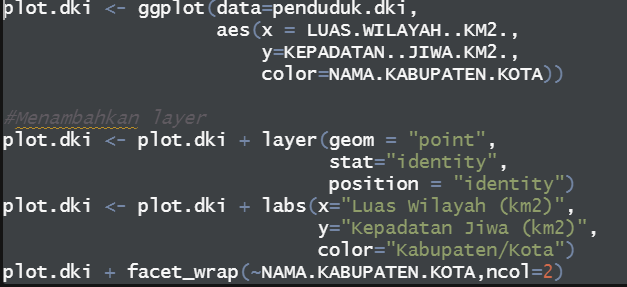 plot.dki <- ggplot(data=penduduk.dki,
aes(x = LUAS.WILAYAH..KM2.,
y=KEPADATAN..JIWA.KM2.,
color=NAMA.KABUPATEN.KOTA))
#Menambahkan layer
plot.dki <- plot.dki + layer(geom = "point",
stat="identity",
position = "identity")
plot.dki <- plot.dki + labs(x="Luas Wilayah (km2)",
y="Kepadatan Jiwa (km2)",
color="Kabupaten/Kota")
plot.dki + facet_wrap(~NAMA.KABUPATEN.KOTA,ncol=2)